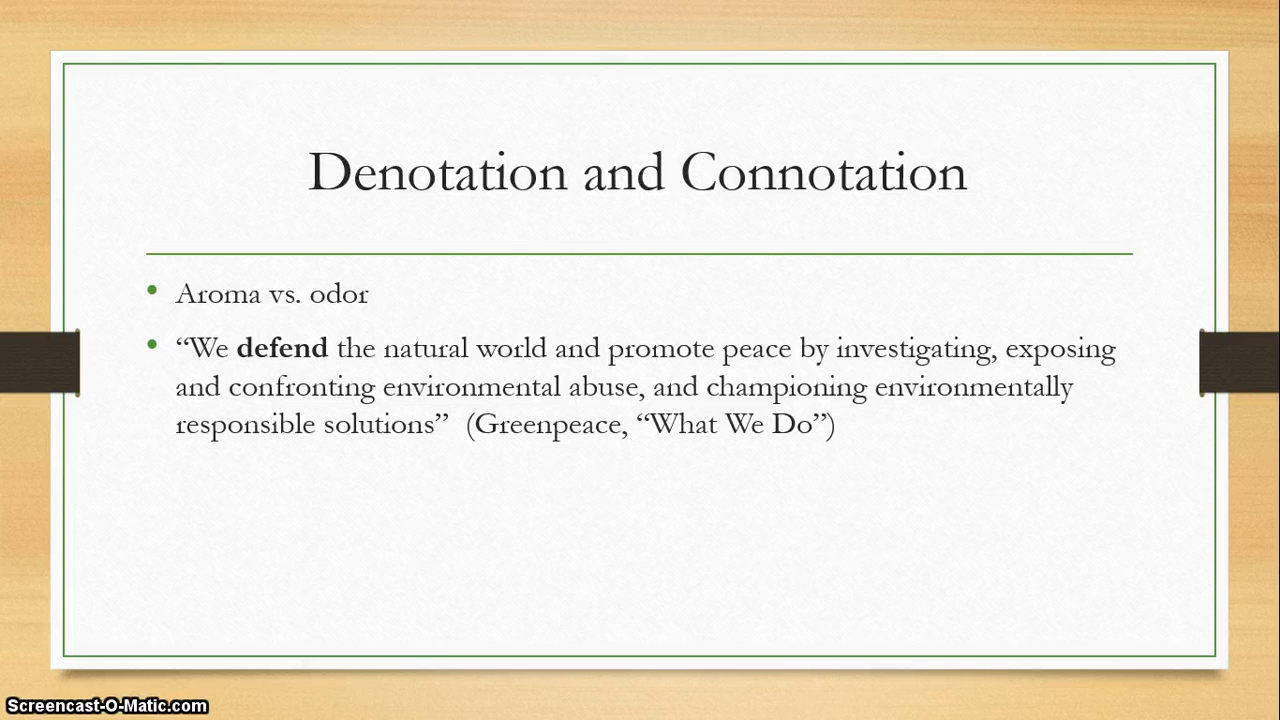 Denotation and Connotation
• Aroma vs. odor
• “We defend the natural world and promote peace by investigating, exposing
and confronting environmental abuse, and championing environmentally
responsible solutions”  (Greenpeace, “What We Do”)
Screencast-O-Matic.com